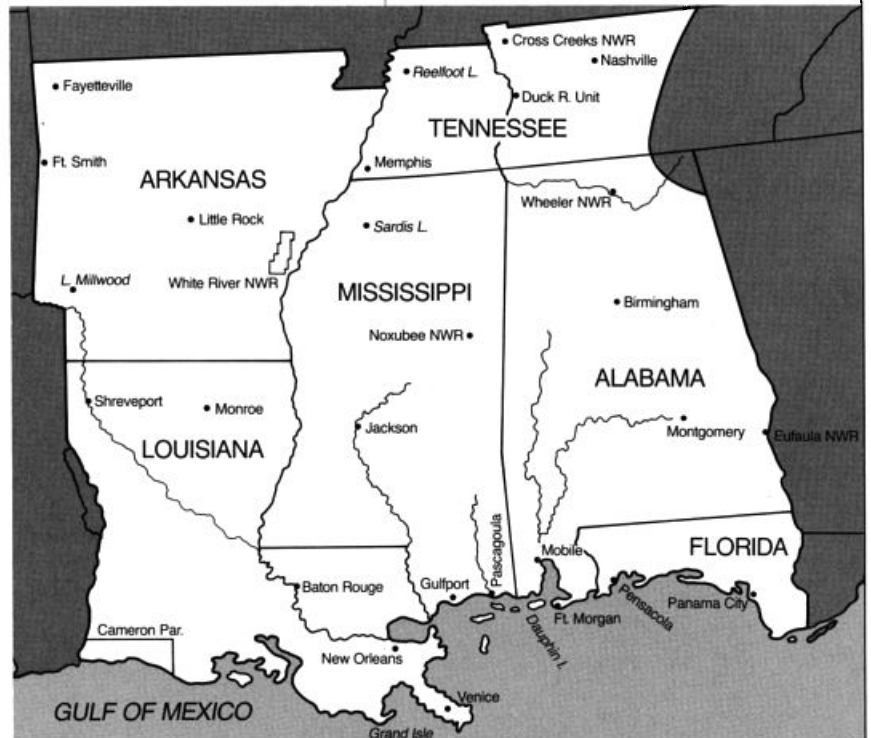 Cross Creeks NWR
Nashville
Reelfoot L.
Fayetteville
Duck R. Unit
TENNESSEE
Ft. Smith
Memphis
ARKANSAS
Wheeler NWR
Little Rock
Sardis L.
L. Millwood
White River NWR
MISSISSIPPI
Birmingham
Noxubee NWR
ALABAMA
Shreveport
Monroe
Jackson
Montgomery
Eufaula NWR
LOUISIANA
Pascagoula
Mobile
FLORIDA
Baton Rouge
Gulfport
Pensacola
Panama City
Ft. Morgan
Dauphin I.
Cameron Par.
New Orleans
Venice
GULF OF MEXICO
Grand Isle